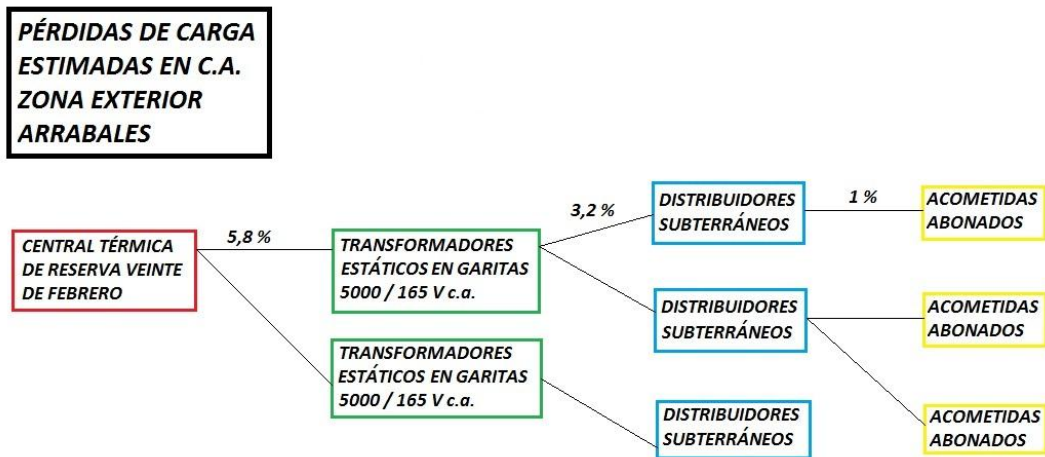 PÉRDIDAS DE CARGA
ESTIMADAS EN C.A.
ZONA EXTERIOR
ARRABALES
CENTRAL TÉRMICA
DE RESERVA VEINTE
DE FEBRERO
5,8 %
TRANSFORMADORES
ESTÁTICOS EN GARITAS
5000 / 165 V c.a.
3,2 %
DISTRIBUIDORES
SUBTERRÁNEOS
1 %
ACOMETIDAS
ABONADOS
DISTRIBUIDORES
SUBTERRÁNEOS
ACOMETIDAS
ABONADOS
TRANSFORMADORES
ESTÁTICOS EN GARITAS
5000 / 165 V c.a.
DISTRIBUIDORES
SUBTERRÁNEOS
ACOMETIDAS
ABONADOS